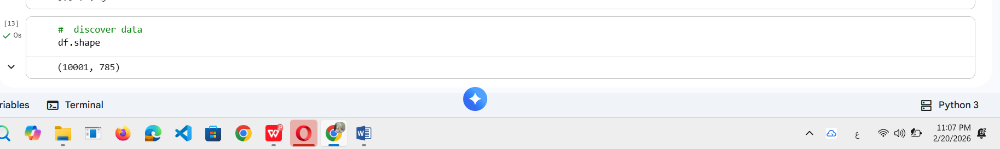 [13]
0s
#  discover data
df.shape
(10001, 785)
riables
Terminal
Python 3
ع
11:07 PM
2/20/2026